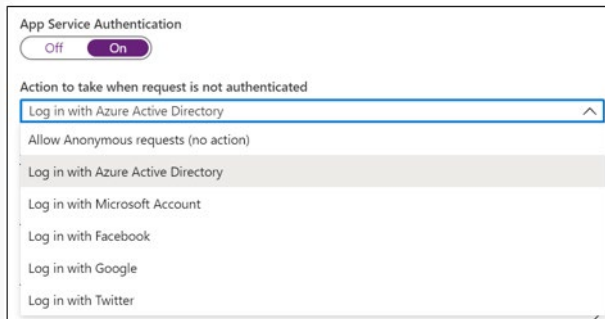 App Service Authentication
Off On
Action to take when request is not authenticated
Log in with Azure Active Directory
Allow Anonymous requests (no action)
Log in with Azure Active Directory
Log in with Microsoft Account
Log in with Facebook
Log in with Google
Log in with Twitter